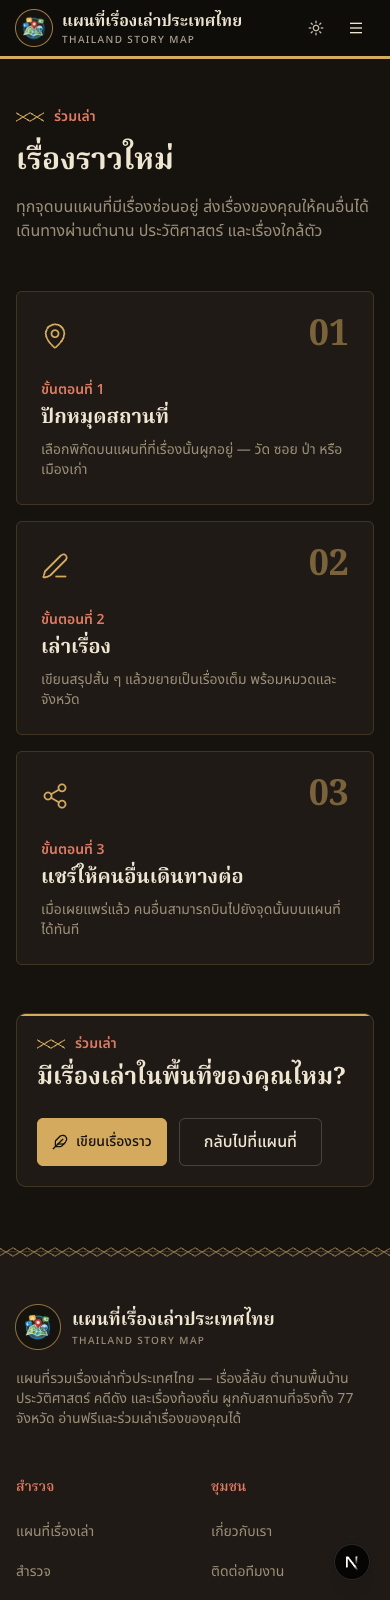 แผนที่เรื่องเล่าประเทศไทย
THAILAND STORY MAP
ร่วมเล่า
เรื่องราวใหม่
ทุกจุดบนแผนที่มีเรื่องซ่อนอยู่ ส่งเรื่องของคุณให้คนอื่นได้
เดินทางผ่านตำนาน ประวัติศาสตร์ และเรื่องใกล้ตัว
01
ขั้นตอนที่ 1
ปักหมุดสถานที่
เลือกพิกัดบนแผนที่ที่เรื่องนั้นผูกอยู่ — วัด ซอย ป่า หรือ
เมืองเก่า
02
ขั้นตอนที่ 2
เล่าเรื่อง
เขียนสรุปสั้น ๆ แล้วขยายเป็นเรื่องเต็ม พร้อมหมวดและ
จังหวัด
03
ขั้นตอนที่ 3
แชร์ให้คนอื่นเดินทางต่อ
เมื่อเผยแพร่แล้ว คนอื่นสามารถบินไปยังจุดนั้นบนแผนที่
ได้ทันที
ร่วมเล่า
มีเรื่องเล่าในพื้นที่ของคุณไหม?
เขียนเรื่องราว
กลับไปที่แผนที่
แผนที่เรื่องเล่าประเทศไทย
THAILAND STORY MAP
แผนที่รวมเรื่องเล่าทั่วประเทศไทย — เรื่องลี้ลับ ตำนานพื้นบ้าน
ประวัติศาสตร์ คดีดัง และเรื่องท้องถิ่น ผูกกับสถานที่จริงทั้ง 77
จังหวัด อ่านฟรีและร่วมเล่าเรื่องของคุณได้
สำรวจ
ชุมชน
แผนที่เรื่องเล่า
เกี่ยวกับเรา
สำรวจ
ติดต่อทีมงาน
N